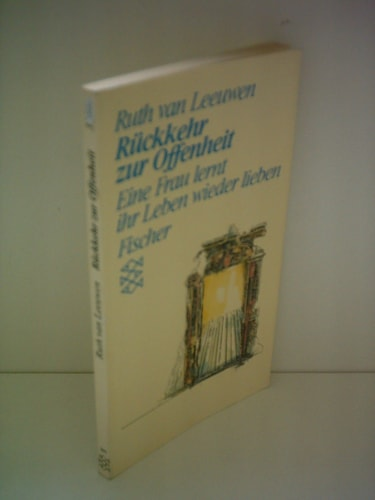 Ruth van Leeuwen
Rückkehr
zur Offenheit
Eine Frau lernt
ihr Leben wieder lieben
Fischer
Ruth van Leeuwen Rückkehr zur Offenheit